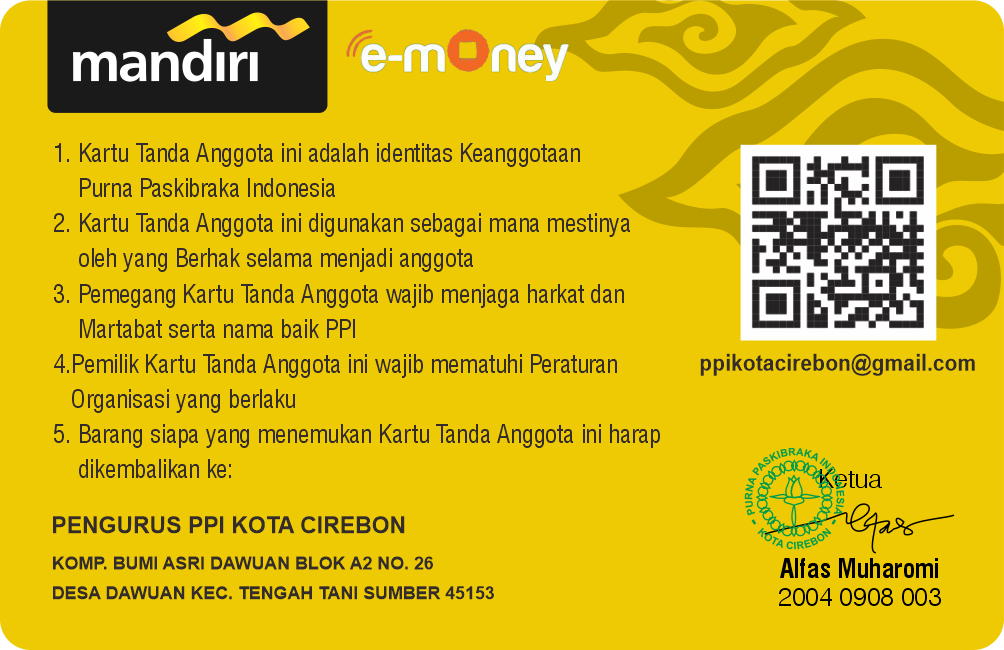 mandiri
e-money
1. Kartu Tanda Anggota ini adalah identitas Keanggotaan
Purna Paskibraka Indonesia
2. Kartu Tanda Anggota ini digunakan sebagai mana mestinya
oleh yang Berhak selama menjadi anggota
3. Pemegang Kartu Tanda Anggota wajib menjaga harkat dan
Martabat serta nama baik PPI
4.Pemilik Kartu Tanda Anggota ini wajib mematuhi Peraturan
Organisasi yang berlaku
5. Barang siapa yang menemukan Kartu Tanda Anggota ini harap
dikembalikan ke:
PENGURUS PPI KOTA CIREBON
KOMP. BUMI ASRI DAWUAN BLOK A2 NO. 26
DESA DAWUAN KEC. TENGAH TANI SUMBER 45153
ppikotacirebon@gmail.com
Ketua
PURNA PASKIBRAKA INDONESIA
KOTA CIREBON
Alfas Muharomi
2004 0908 003